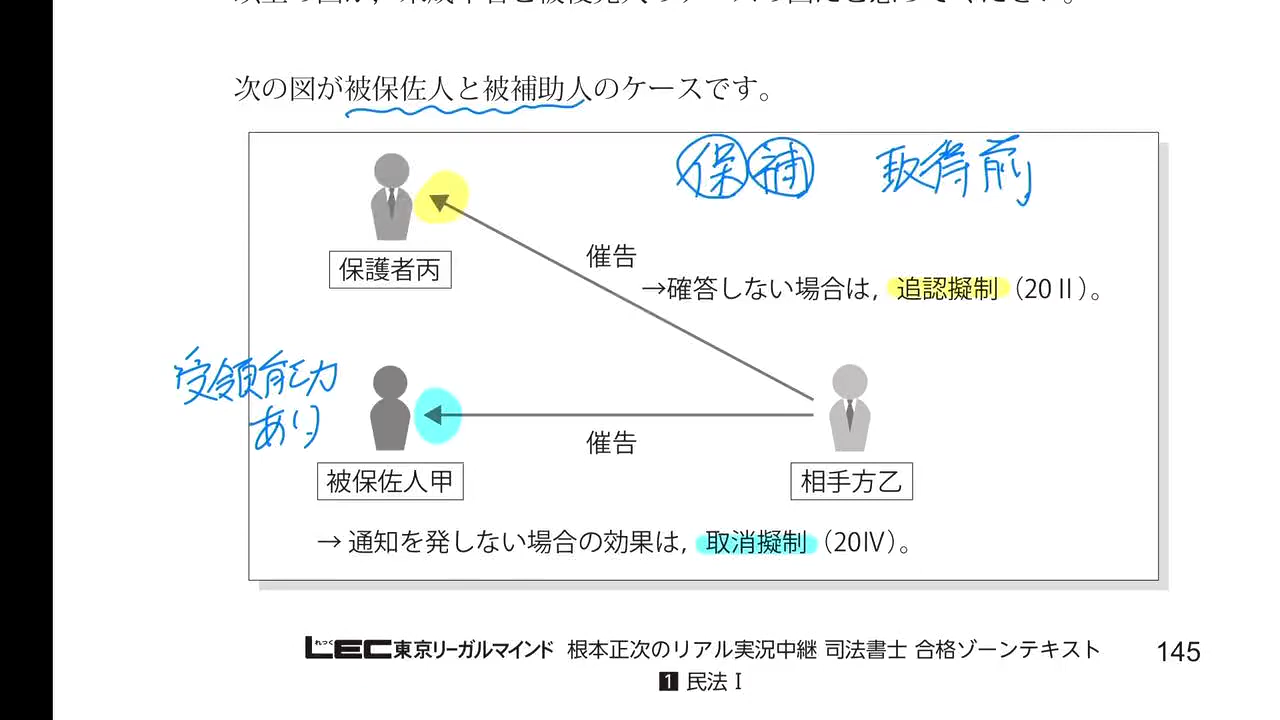 次の図が被保佐人と被補助人のケースです。
保 補 取得前
保護者丙
催告
→確答しない場合は,追認擬制(20Ⅱ)。
受領能力
あり
被保佐人甲
催告
相手方乙
→ 通知を発しない場合の効果は,取消擬制(20Ⅳ)。
れっく
LEC東京リーガルマインド 根本正次のリアル実況中継 司法書士 合格ゾーンテキスト 145
1 民法Ⅰ